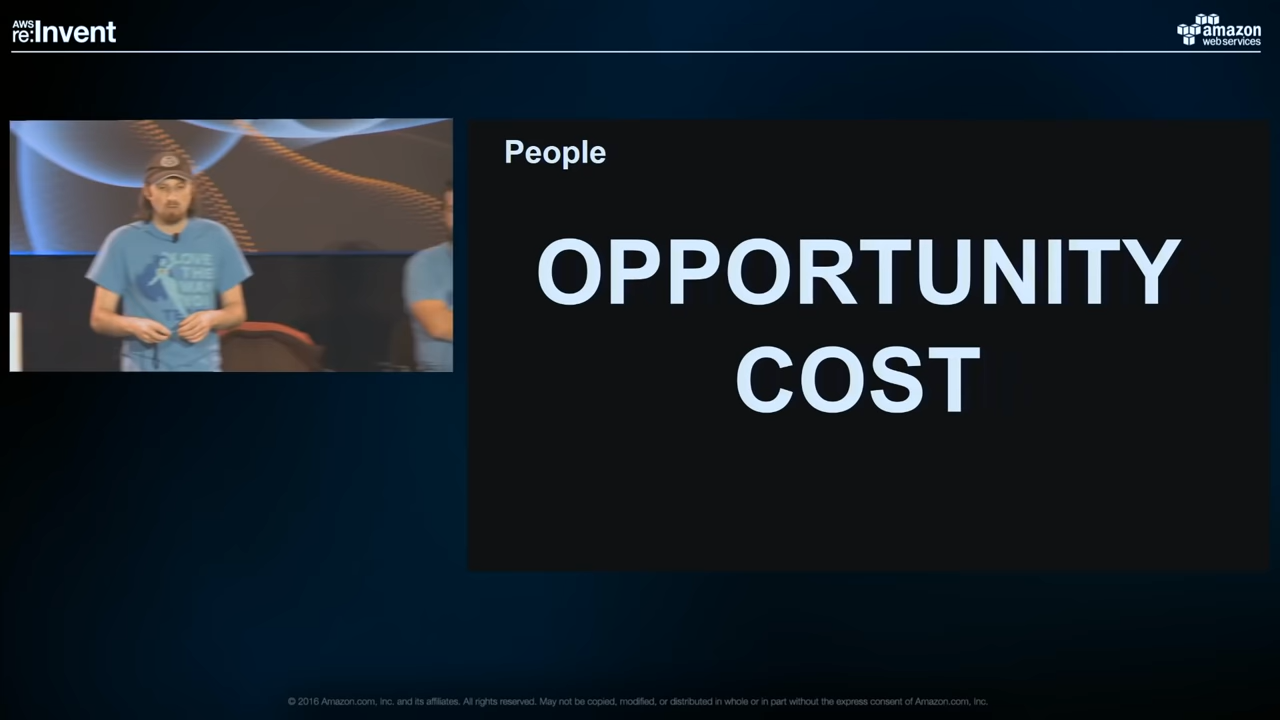 AWS
re:Invent
amazon
web services
People
OPPORTUNITY
COST
LOVE
THE
© 2016 Amazon.com, Inc. and its affiliates. All rights reserved. May not be copied, modified, or distributed in whole or in part without the express consent of Amazon.com, Inc.